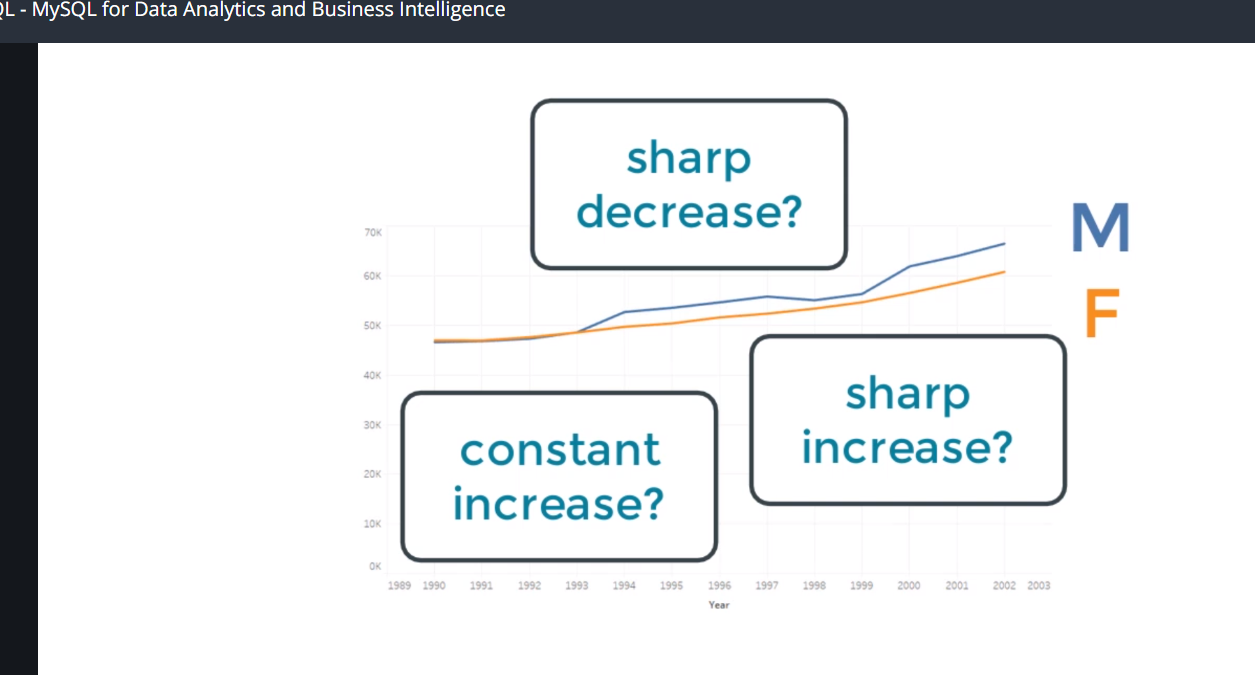 QL - MySQL for Data Analytics and Business Intelligence
sharp
decrease?
M
F
70K
60K
50K
40K
30K
20K
10K
0K
constant
increase?
sharp
increase?
1989 1990 1991 1992 1993 1994 1995 1996 1997 1998 1999 2000 2001 2002 2003
Year